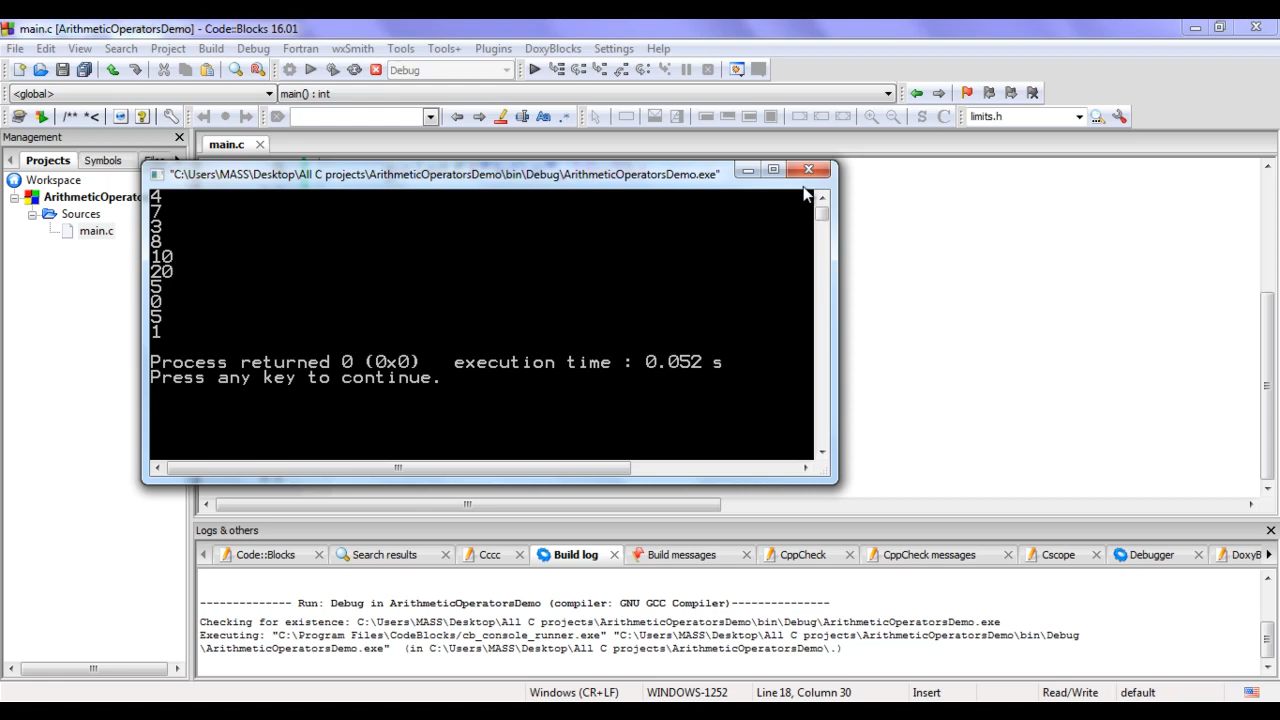 main.c [ArithmeticOperatorsDemo] - Code::Blocks 16.01
File Edit View Search Project Build Debug Fortran wxSmith Tools Tools+ Plugins DoxyBlocks Settings Help
Debug
<global> main() : int
/** *< limits.h
S C
Management
main.c
Projects Symbols
Workspace
ArithmeticOperato
Sources
main.c
"C:\Users\MASS\Desktop\All C projects\ArithmeticOperatorsDemo\bin\Debug\ArithmeticOperatorsDemo.exe"
4
7
3
8
10
20
5
0
5
1
Process returned 0 (0x0) execution time : 0.052 s
Press any key to continue.
Logs & others
Code::Blocks Search results Cccc Build log Build messages CppCheck CppCheck messages Cscope Debugger DoxyB
-------------- Run: Debug in ArithmeticOperatorsDemo (compiler: GNU GCC Compiler)---------------
Checking for existence: C:\Users\MASS\Desktop\All C projects\ArithmeticOperatorsDemo\bin\Debug\ArithmeticOperatorsDemo.exe
Executing: "C:\Program Files\CodeBlocks/cb_console_runner.exe" "C:\Users\MASS\Desktop\All C projects\ArithmeticOperatorsDemo\bin\Debug
\ArithmeticOperatorsDemo.exe" (in C:\Users\MASS\Desktop\All C projects\ArithmeticOperatorsDemo\.)
Windows (CR+LF) WINDOWS-1252 Line 18, Column 30 Insert Read/Write default